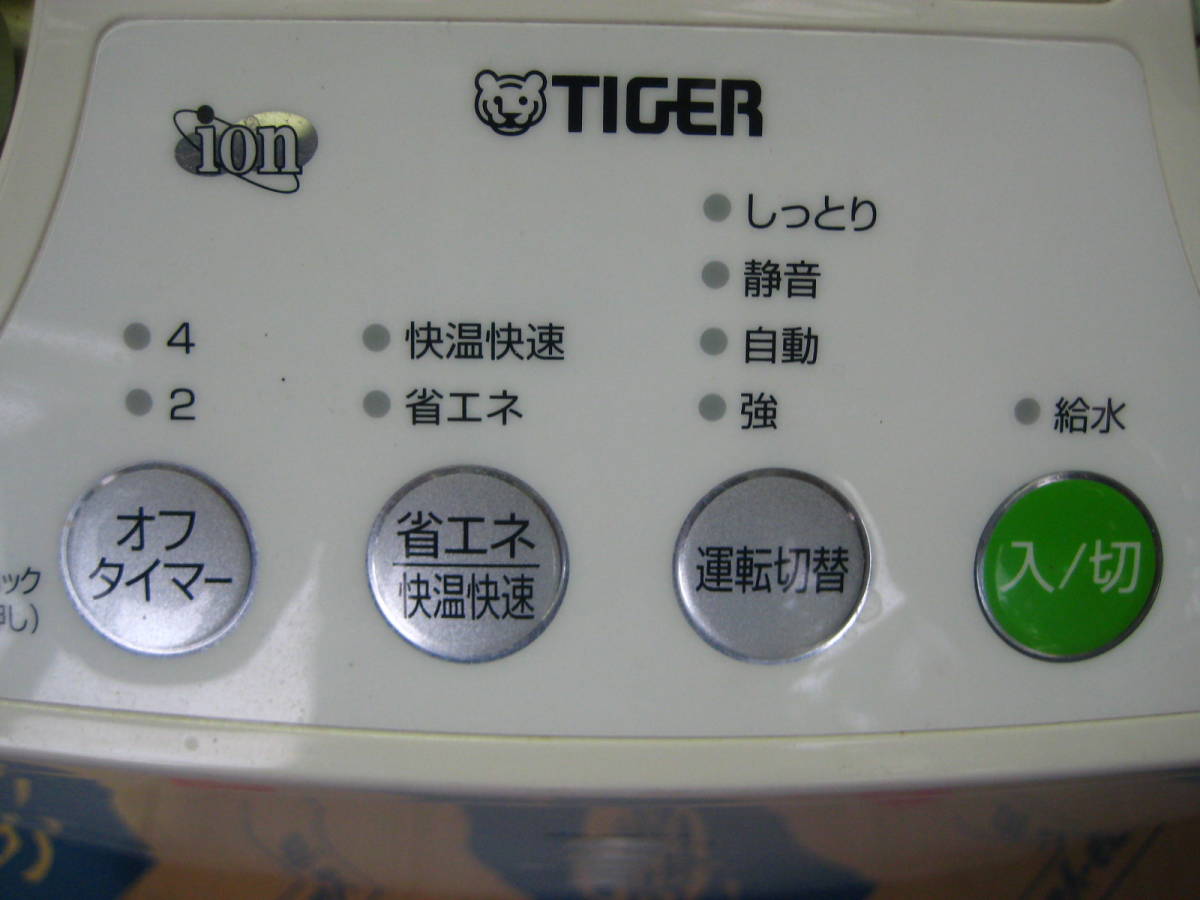 TIGER
ion
しっとり
静音
自動
強
4
2
快温快速
省エネ
給水
オフ
タイマー
省エネ
快温快速
運転切替
入/切
ック
し)